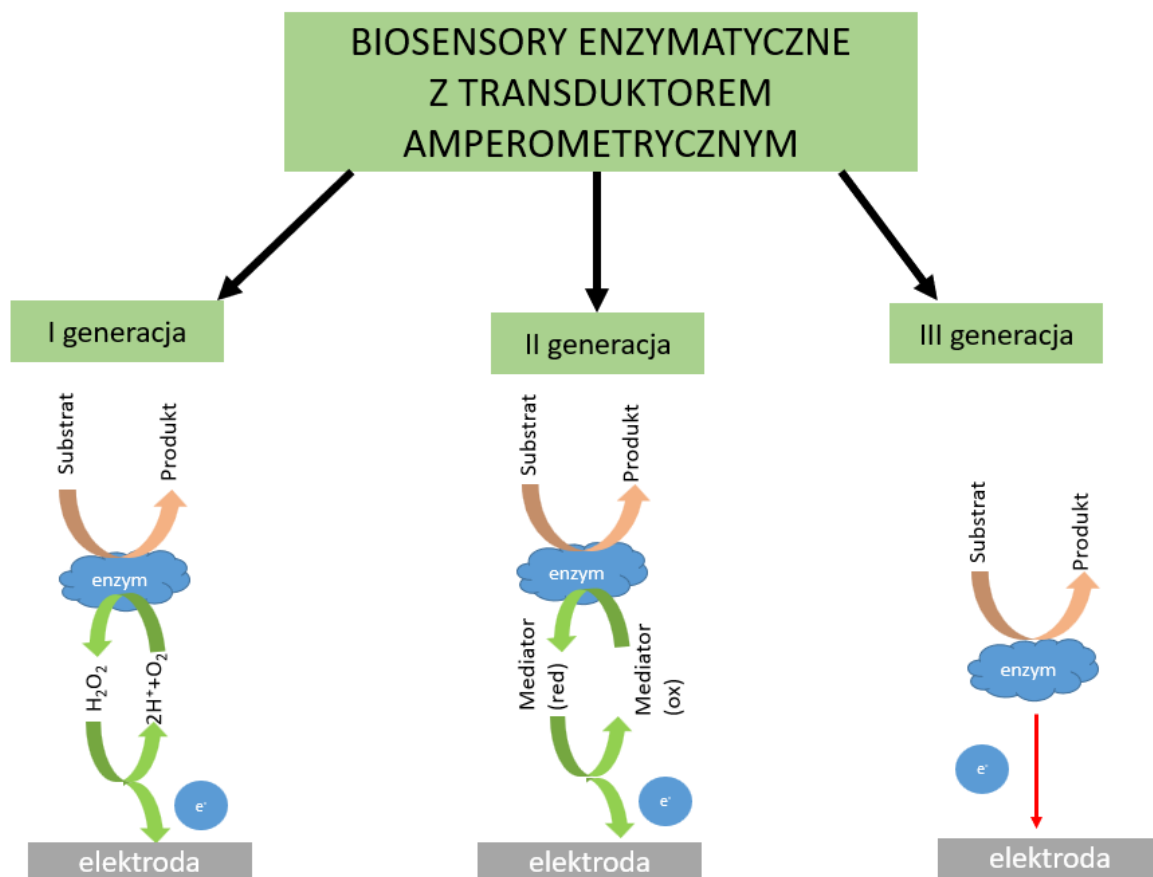 BIOSENSORY ENZYMATYCZNE
Z TRANSDUKTOREM
AMPEROMETRYCZNYM
I generacja
II generacja
III generacja
Substrat
Produkt
enzym
H₂O₂
2H⁺+O₂
e⁻
elektroda
Substrat
Produkt
enzym
Mediator
(red)
Mediator
(ox)
e⁻
elektroda
Substrat
Produkt
enzym
e⁻
elektroda